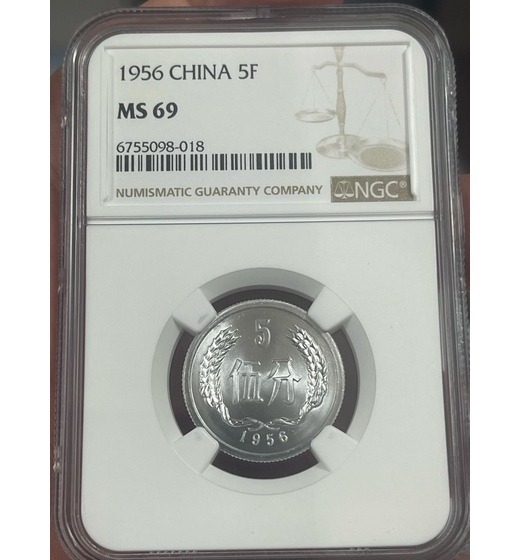 1956 CHINA 5F
MS 69
6755098-018
NUMISMATIC GUARANTY COMPANY NGC®
5
伍分
1956